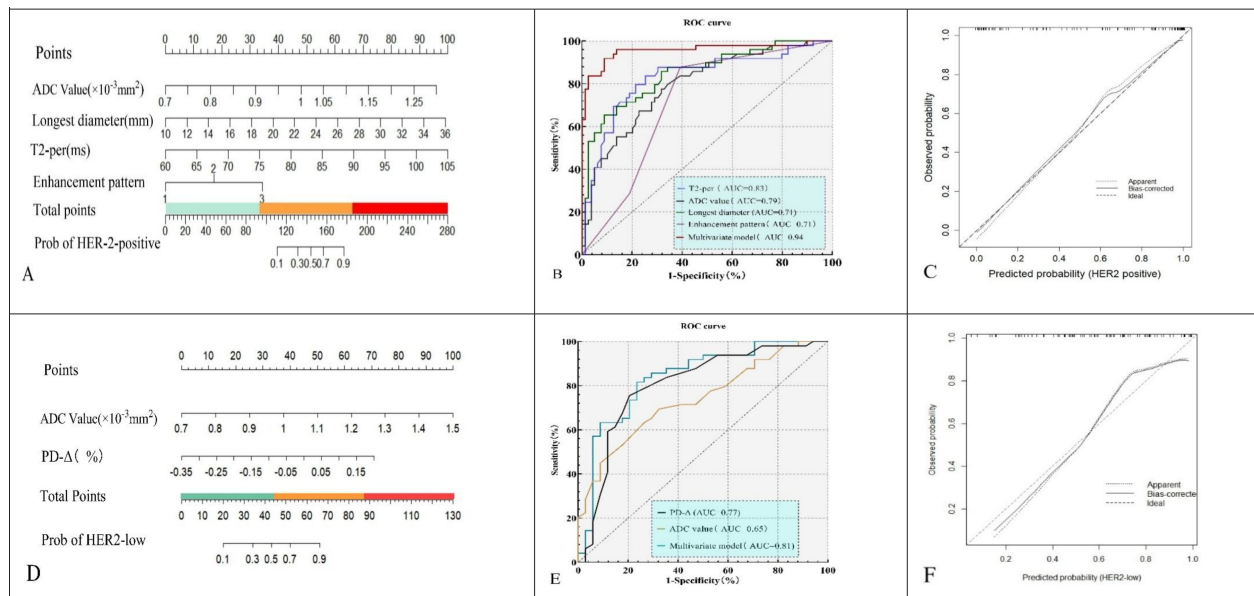 Points
0 10 20 30 40 50 60 70 80 90 100
ADC Value(×10⁻³mm²)
0.7 0.8 0.9 1 1.05 1.15 1.25
Longest diameter(mm)
10 12 14 16 18 20 22 24 26 28 30 32 34 36
T2-per(ms)
60 65 70 75 80 85 90 95 100 105
Enhancement pattern
2
1 3
Total points
0 20 40 60 80 100 120 140 160 180 200 220 240 280
Prob of HER-2-positive
0.1 0.30.50.7 0.9
A
ROC curve
Sensitivity(%)
100
80
60
40
20
0
T2-per ( AUC=0.83)
ADC value ( AUC=0.79)
Longest diameter (AUC=0.71)
Enhancement pattern ( AUC 0.71)
Multivariate model( AUC 0.94
0 20 40 60 80 100
1-Specificity(%)
B
Observed probability
1.0
0.8
0.6
0.4
0.2
0.0
Apparent
Bias-corrected
Ideal
0.0 0.2 0.4 0.6 0.8 1.0
Predicted probability (HER2 positive)
C
Points
0 10 20 30 40 50 60 70 80 90 100
ADC Value(×10⁻³mm²)
0.7 0.8 0.9 1 1.1 1.2 1.3 1.4 1.5
PD-Δ( %)
-0.35 -0.25 -0.15 -0.05 0.05 0.15
Total Points
0 10 20 30 40 50 60 70 80 90 110 130
Prob of HER2-low
0.1 0.3 0.5 0.7 0.9
D
ROC curve
Sensitivity(%)
100
80
60
40
20
0
PD-Δ (AUC 0.77)
ADC value( AUC 0.65)
Multivariate model( AUC=0.81)
0 20 40 60 80 100
1-Specificity(%)
E
Observed probability
1.0
0.8
0.6
0.4
0.2
Apparent
Bias-correcte
Ideal
0.2 0.4 0.6 0.8 1.0
Predicted probability (HER2-low)
F